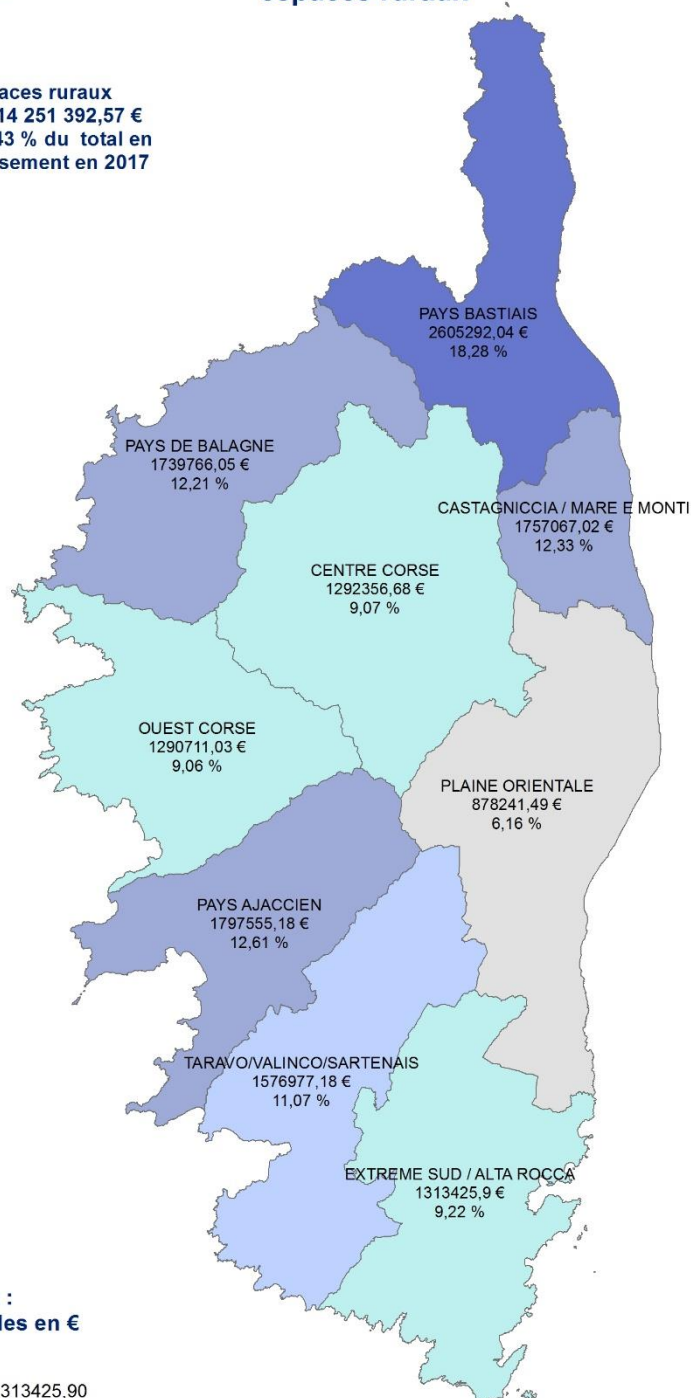 espaces ruraux
aces ruraux
14 251 392,57 €
43 % du total en
sement en 2017
PAYS BASTIAIS
2605292,04 €
18,28 %
PAYS DE BALAGNE
1739766,05 €
12,21 %
CASTAGNICCIA / MARE E MONTI
1757067,02 €
12,33 %
CENTRE CORSE
1292356,68 €
9,07 %
OUEST CORSE
1290711,03 €
9,06 %
PLAINE ORIENTALE
878241,49 €
6,16 %
PAYS AJACCIEN
1797555,18 €
12,61 %
TARAVO/VALINCO/SARTENAIS
1576977,18 €
11,07 %
EXTREME SUD / ALTA ROCCA
1313425,9 €
9,22 %
:
les en €
313425.90